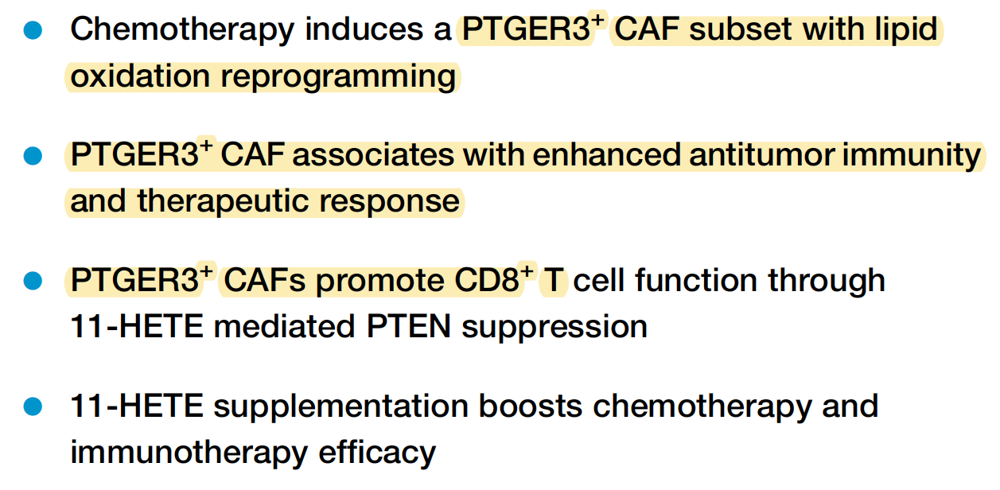 Chemotherapy induces a PTGER3⁺ CAF subset with lipid
oxidation reprogramming
PTGER3⁺ CAF associates with enhanced antitumor immunity
and therapeutic response
PTGER3⁺ CAFs promote CD8⁺ T cell function through
11-HETE mediated PTEN suppression
11-HETE supplementation boosts chemotherapy and
immunotherapy efficacy